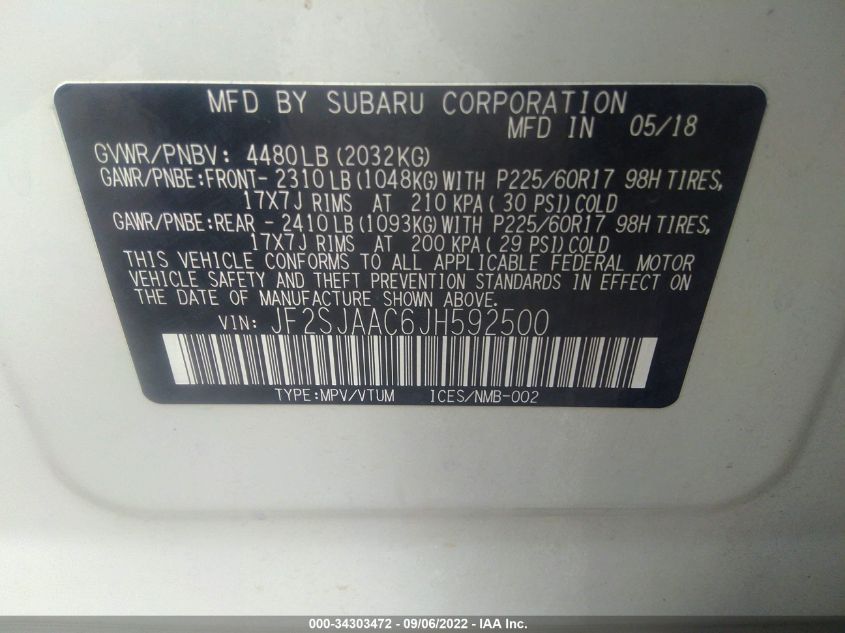 MFD BY SUBARU CORPORATION
MFD IN 05/18
GVWR/PNBV: 4480LB (2032KG)
GAWR/PNBE:FRONT- 2310 LB (1048KG) WITH P225/60R17 98H TIRES,
17X7J RIMS AT 210 KPA ( 30 PSI) COLD
GAWR/PNBE:REAR - 2410 LB (1093KG) WITH P225/60R17 98H TIRES,
17X7J RIMS AT 200 KPA ( 29 PSI) COLD
THIS VEHICLE CONFORMS TO ALL APPLICABLE FEDERAL MOTOR
VEHICLE SAFETY AND THEFT PREVENTION STANDARDS IN EFFECT ON
THE DATE OF MANUFACTURE SHOWN ABOVE.
VIN: JF2SJAAC6JH592500
TYPE:MPV/VTUM ICES/NMB-002
000-34303472 - 09/06/2022 - IAA Inc.